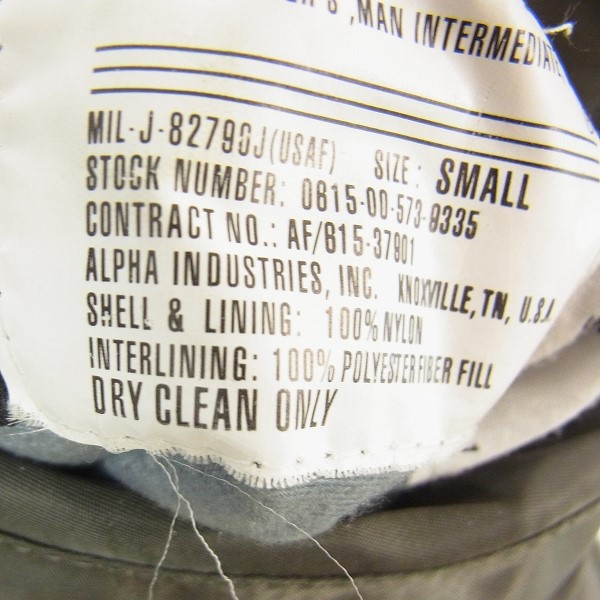 ,MAN INTERMEDIATE
MIL-J-82790J(USAF) SIZE: SMALL
STOCK NUMBER: 0815-00-573-8335
CONTRACT NO.: AF/815-37801
ALPHA INDUSTRIES, INC. KNOXVILLE, TN, U.S.A
SHELL & LINING: 100% NYLON
INTERLINING: 100% POLYESTER FIBER FILL
DRY CLEAN ONLY